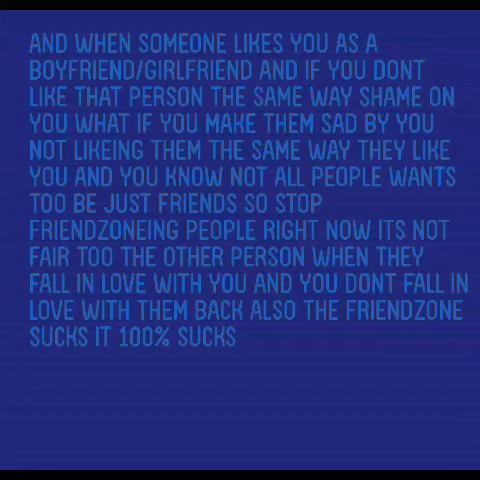 AND WHEN SOMEONE LIKES YOU AS A
BOYFRIEND/GIRLFRIEND AND IF YOU DONT
LIKE THAT PERSON THE SAME WAY SHAME ON
YOU WHAT IF YOU MAKE THEM SAD BY YOU
NOT LIKEING THEM THE SAME WAY THEY LIKE
YOU AND YOU KNOW NOT ALL PEOPLE WANTS
TOO BE JUST FRIENDS SO STOP
FRIENDZONEING PEOPLE RIGHT NOW ITS NOT
FAIR TOO THE OTHER PERSON WHEN THEY
FALL IN LOVE WITH YOU AND YOU DONT FALL IN
LOVE WITH THEM BACK ALSO THE FRIENDZONE
SUCKS IT 100% SUCKS